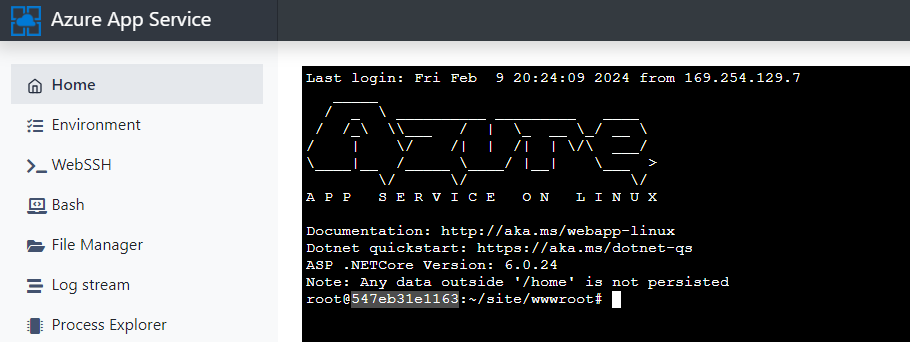 Azure App Service
Home
Environment
WebSSH
Bash
File Manager
Log stream
Process Explorer
Last login: Fri Feb  9 20:24:09 2024 from 169.254.129.7
Azure
A P P   S E R V I C E   O N   L I N U X
Documentation: http://aka.ms/webapp-linux
Dotnet quickstart: https://aka.ms/dotnet-qs
ASP .NETCore Version: 6.0.24
Note: Any data outside '/home' is not persisted
root@547eb31e1163:~/site/wwwroot#